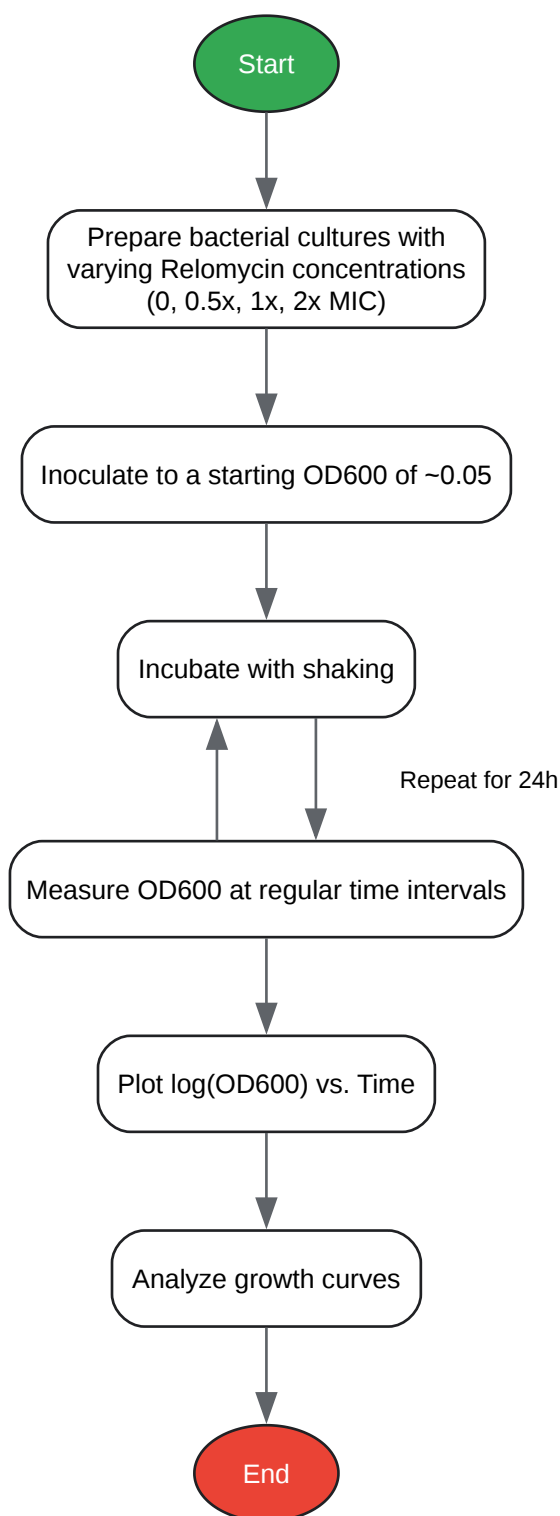 Start
Prepare bacterial cultures with
varying Relomycin concentrations
(0, 0.5x, 1x, 2x MIC)
Inoculate to a starting OD600 of ~0.05
Incubate with shaking
Repeat for 24h
Measure OD600 at regular time intervals
Plot log(OD600) vs. Time
Analyze growth curves
End